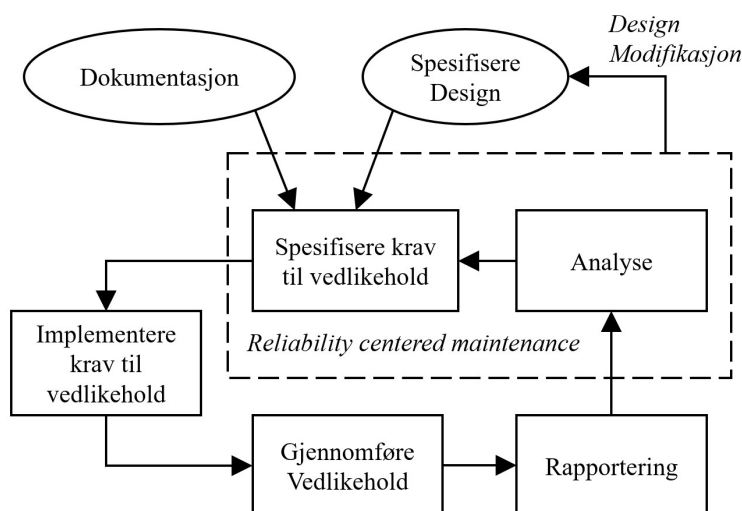 Design
Modifikasjon
Dokumentasjon
Spesifisere
Design
Spesifisere krav
til vedlikehold
Analyse
Reliability centered maintenance
Implementere
krav til
vedlikehold
Gjennomføre
Vedlikehold
Rapportering